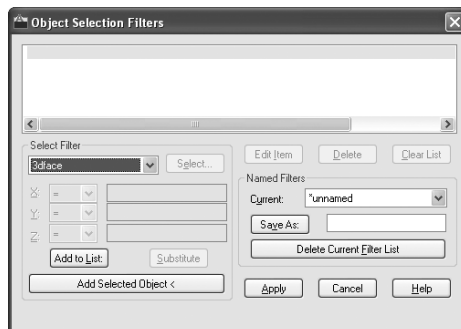 Object Selection Filters
Select Filter
3dface
Select...
X: =
Y: =
Z: =
Add to List:
Substitute
Add Selected Object <
Edit Item
Delete
Clear List
Named Filters
Current: *unnamed
Save As:
Delete Current Filter List
Apply
Cancel
Help